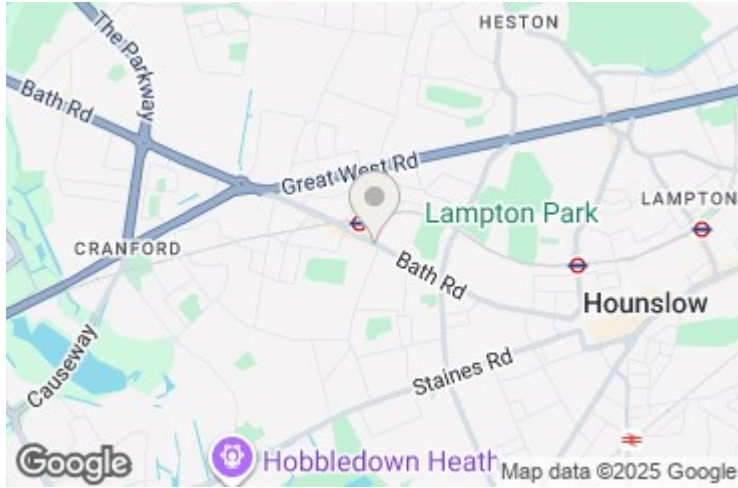 HESTON
The Parkway
Bath Rd
Great West Rd
Lampton Park
LAMPTON
CRANFORD
Bath Rd
Hounslow
Causeway
Staines Rd
Google
Hobbledown Heath
Map data ©2025 Google